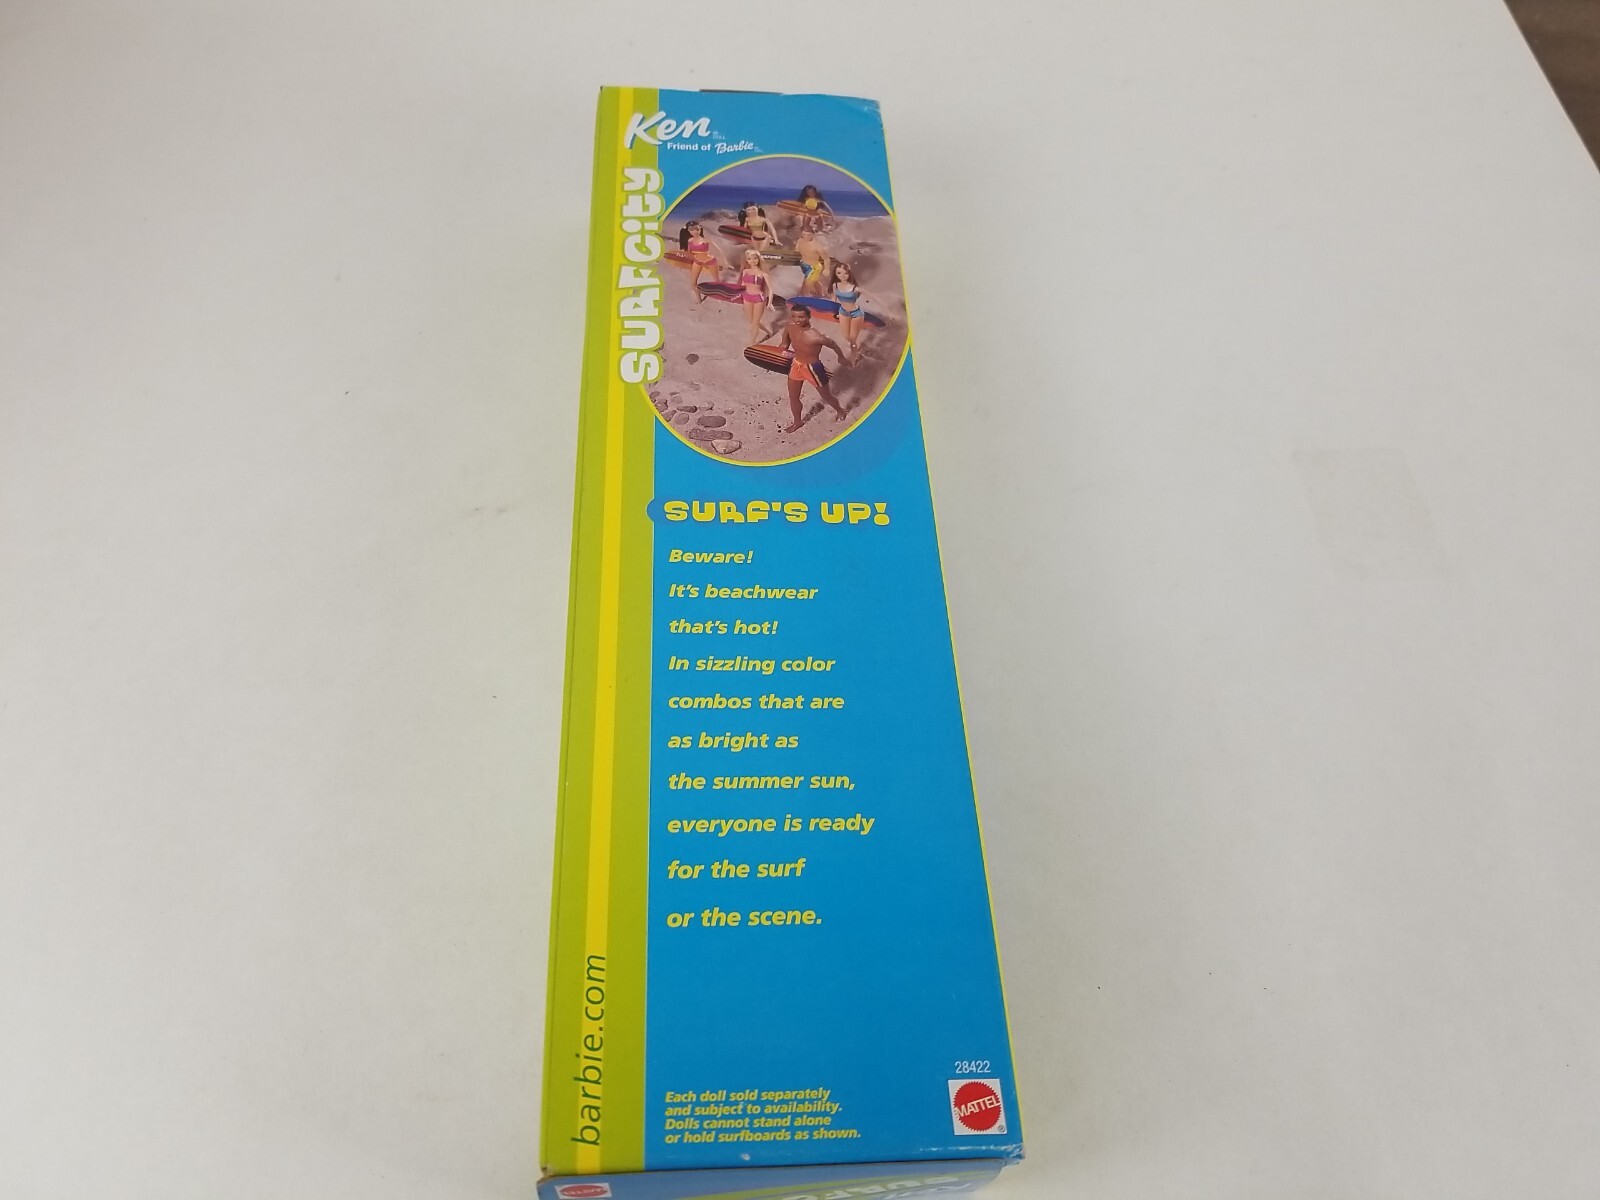 Ken
Friend of Barbie
SURF CITY
SURF'S UP!
Beware!
It's beachwear
that's hot!
In sizzling color
combos that are
as bright as
the summer sun,
everyone is ready
for the surf
or the scene.
barbie.com
28422
MATTEL
®
Each doll sold separately
and subject to availability.
Dolls cannot stand alone
or hold surfboards as shown.
MATTEL